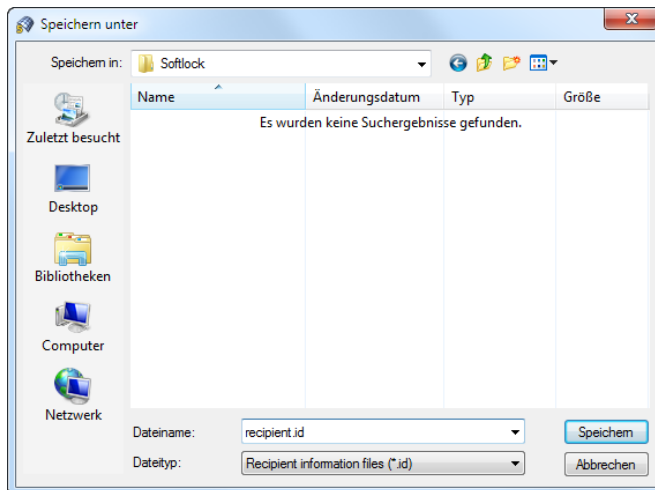 Speichern unter
Speichern in: Softlock
Name Änderungsdatum Typ Größe
Es wurden keine Suchergebnisse gefunden.
Zuletzt besucht
Desktop
Bibliotheken
Computer
Netzwerk
Dateiname: recipient.id Speichern
Dateityp: Recipient information files (*.id) Abbrechen